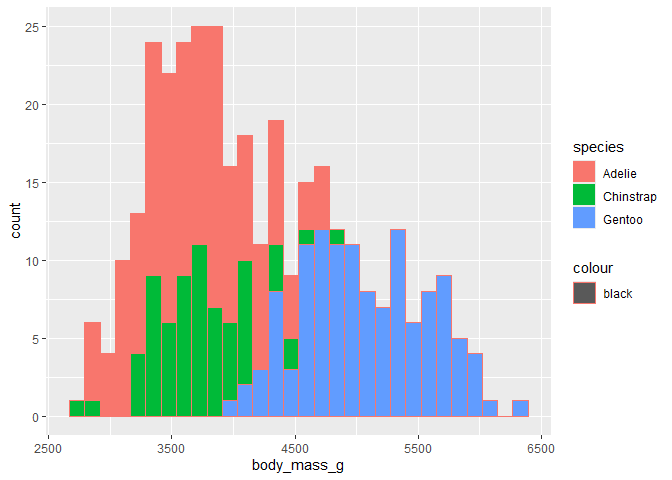 25
20
15
10
5
0
count
2500
3500
4500
5500
6500
body_mass_g
species
Adelie
Chinstrap
Gentoo
colour
black